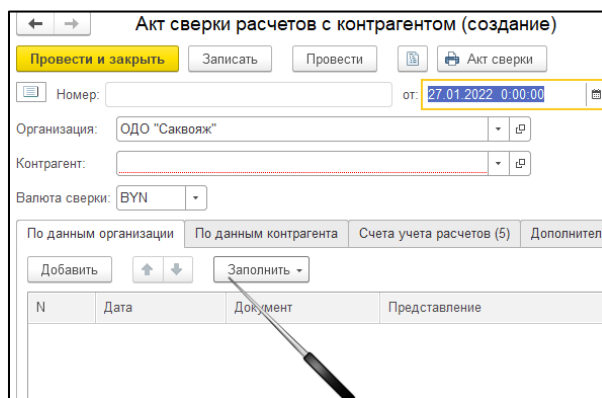 Акт сверки расчетов с контрагентом (создание)
Провести и закрыть Записать Провести Акт сверки
Номер: от: 27.01.2022 0:00:00
Организация: ОДО "Саквояж"
Контрагент:
Валюта сверки: BYN
По данным организации По данным контрагента Счета учета расчетов (5) Дополнител
Добавить Заполнить
N Дата Документ Представление